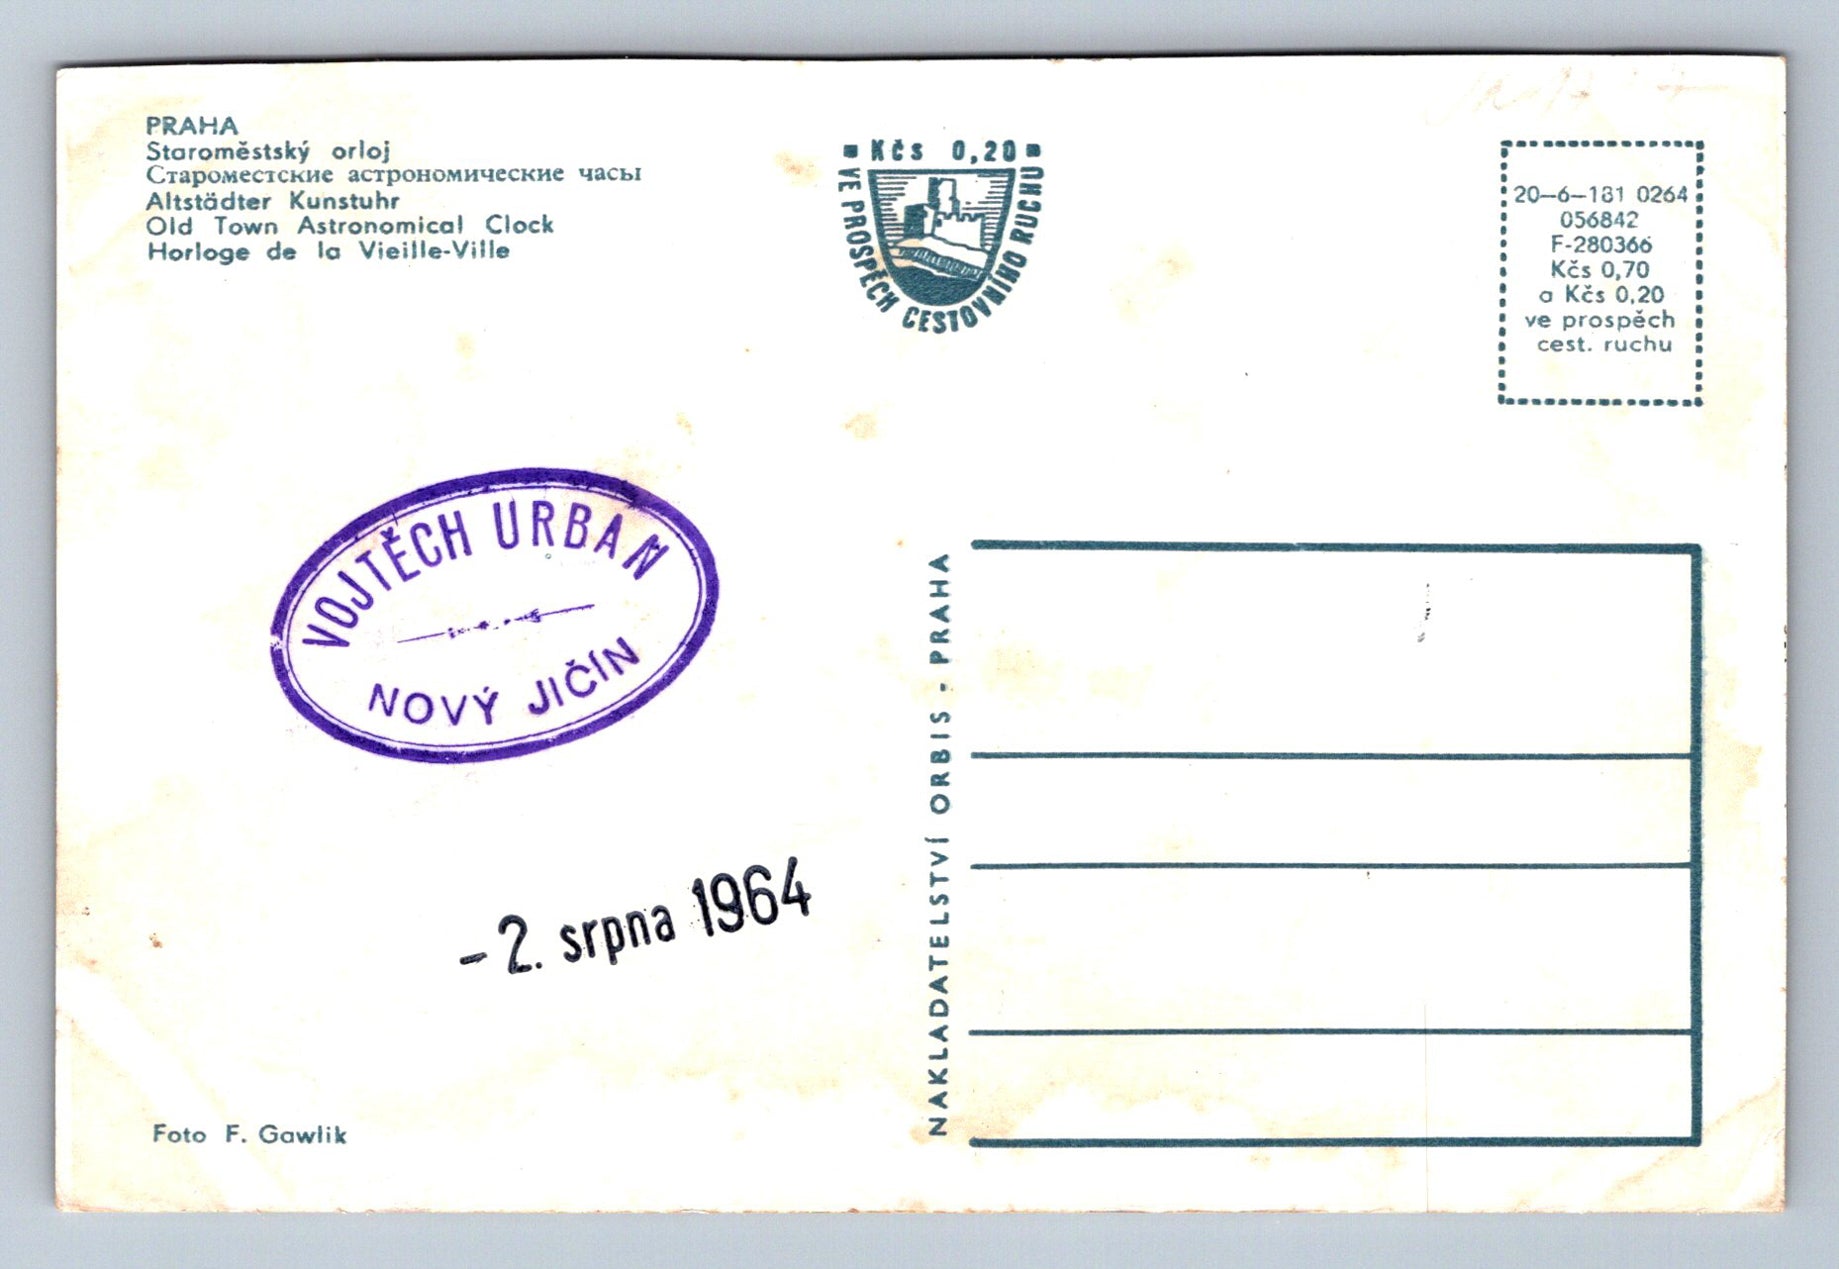 PRAHA
Staroměstský orloj
Староместские астрономические часы
Altstädter Kunstuhr
Old Town Astronomical Clock
Horloge de la Vieille-Ville
Kčs 0,20
VE PROSPĚCH CESTOVNÍHO RUCHU
20-6-181 0264
056842
F-280366
Kčs 0,70
a Kčs 0,20
ve prospěch
cest. ruchu
VOJTĚCH URBAN
NOVÝ JIČÍN
-2. srpna 1964
NAKLADATELSTVÍ ORBIS - PRAHA
Foto F. Gawlik